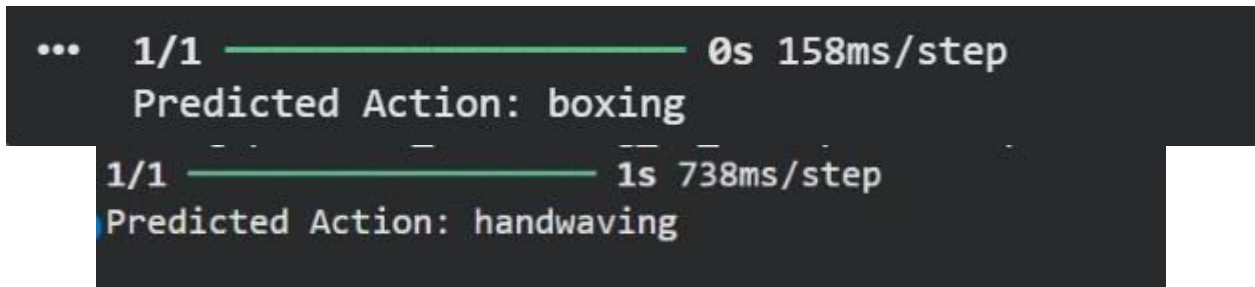 ••• 1/1 ━━━━━━━━━━━━━━━━━━━━ 0s 158ms/step
Predicted Action: boxing
1/1 ━━━━━━━━━━━━━━━━━━━━ 1s 738ms/step
Predicted Action: handwaving